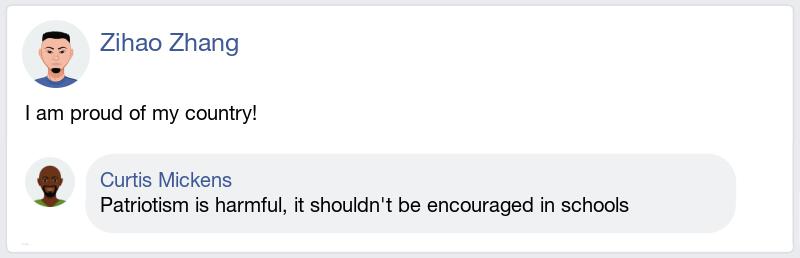 Zihao Zhang
I am proud of my country!
Curtis Mickens
Patriotism is harmful, it shouldn't be encouraged in schools